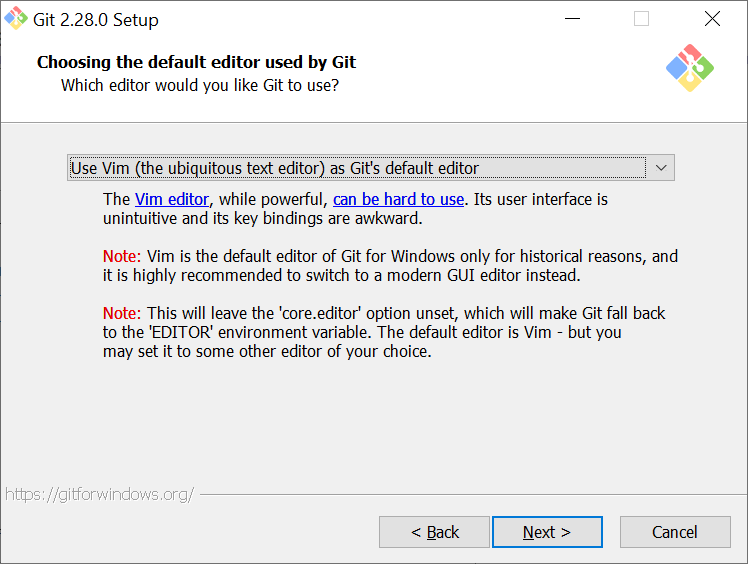 Git 2.28.0 Setup
Choosing the default editor used by Git
Which editor would you like Git to use?
Use Vim (the ubiquitous text editor) as Git's default editor
The Vim editor, while powerful, can be hard to use. Its user interface is
unintuitive and its key bindings are awkward.
Note: Vim is the default editor of Git for Windows only for historical reasons, and
it is highly recommended to switch to a modern GUI editor instead.
Note: This will leave the 'core.editor' option unset, which will make Git fall back
to the 'EDITOR' environment variable. The default editor is Vim - but you
may set it to some other editor of your choice.
https://gitforwindows.org/
< Back
Next >
Cancel